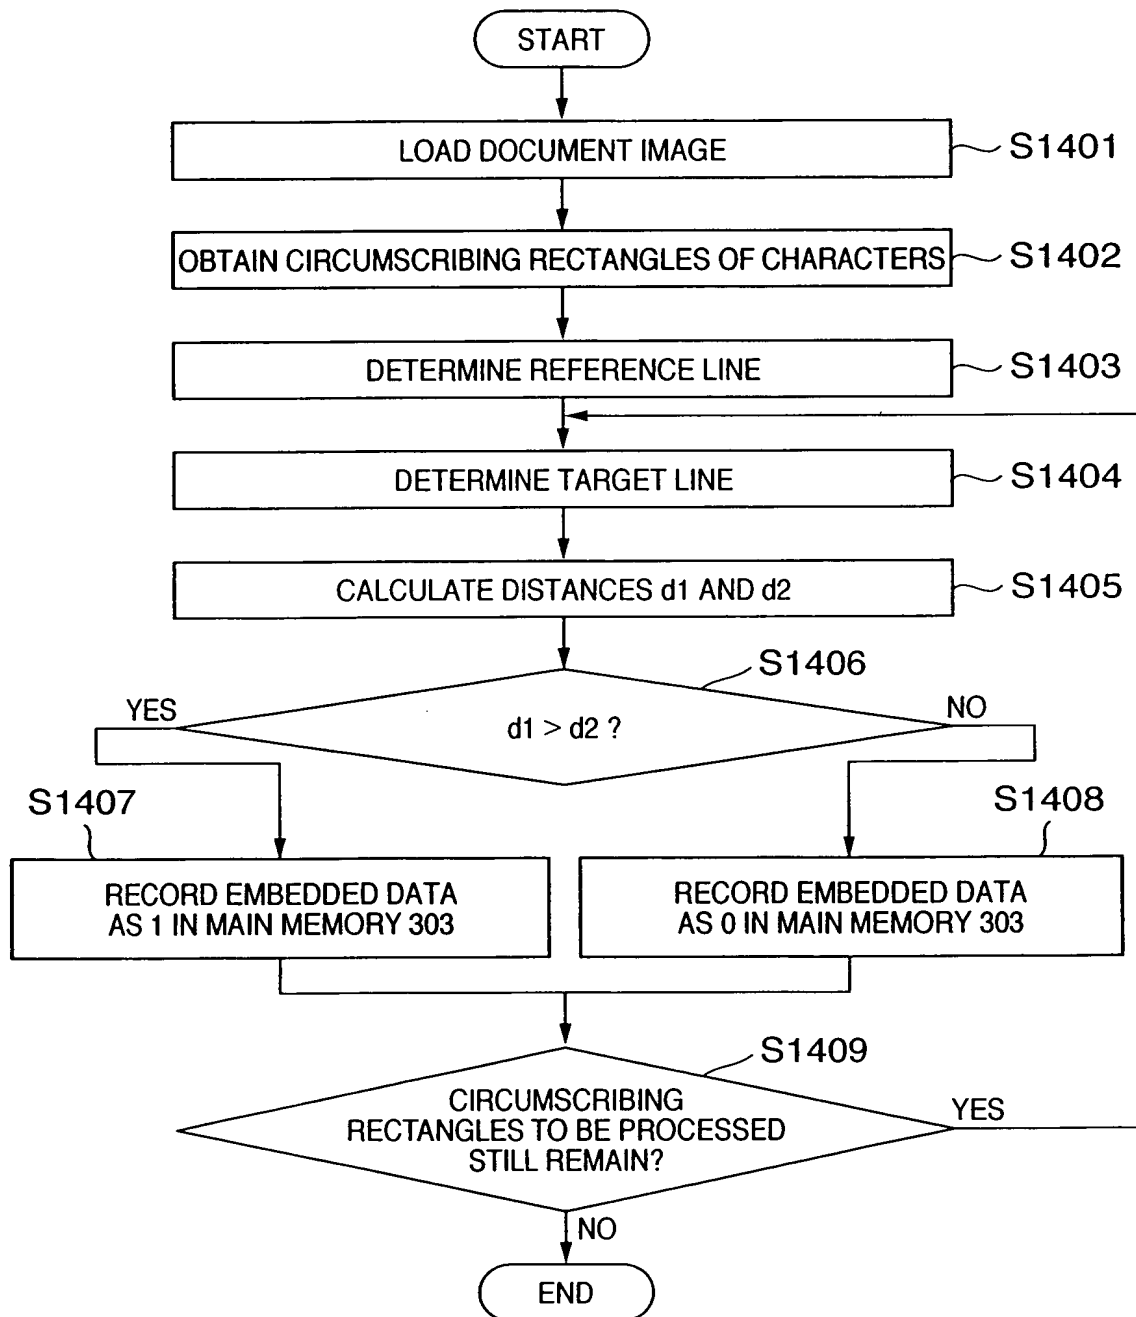 START
LOAD DOCUMENT IMAGE
S1401
OBTAIN CIRCUMSCRIBING RECTANGLES OF CHARACTERS
S1402
DETERMINE REFERENCE LINE
S1403
DETERMINE TARGET LINE
S1404
CALCULATE DISTANCES d1 AND d2
S1405
S1406
YES
d1 > d2 ?
NO
S1407
S1408
RECORD EMBEDDED DATA
AS 1 IN MAIN MEMORY 303
RECORD EMBEDDED DATA
AS 0 IN MAIN MEMORY 303
S1409
CIRCUMSCRIBING
RECTANGLES TO BE PROCESSED
STILL REMAIN?
YES
NO
END